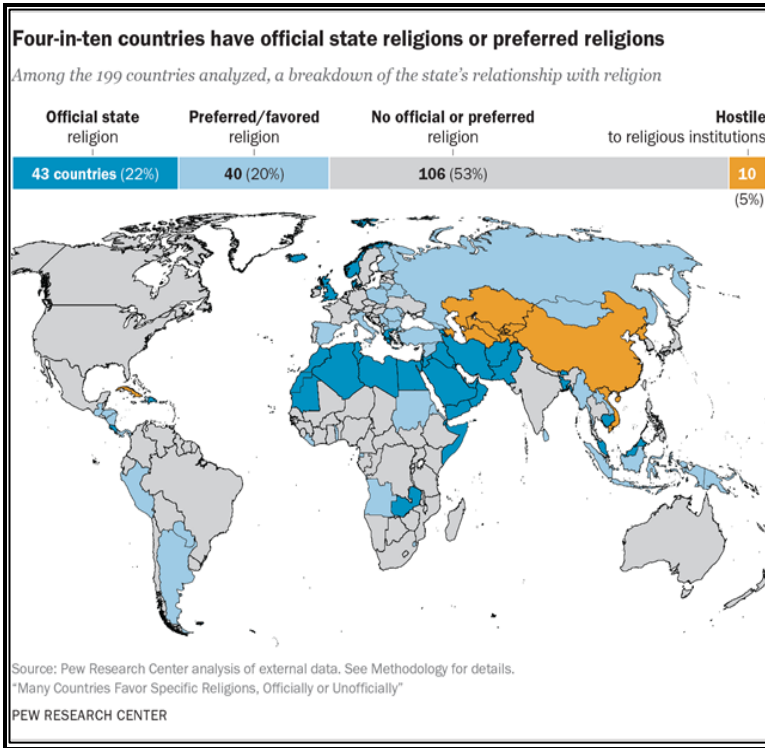 Four-in-ten countries have official state religions or preferred religions
Among the 199 countries analyzed, a breakdown of the state's relationship with religion
Official state religion
Preferred/favored religion
No official or preferred religion
Hostile to religious institutions
43 countries (22%)
40 (20%)
106 (53%)
10
(5%)
Source: Pew Research Center analysis of external data. See Methodology for details.
“Many Countries Favor Specific Religions, Officially or Unofficially”
PEW RESEARCH CENTER